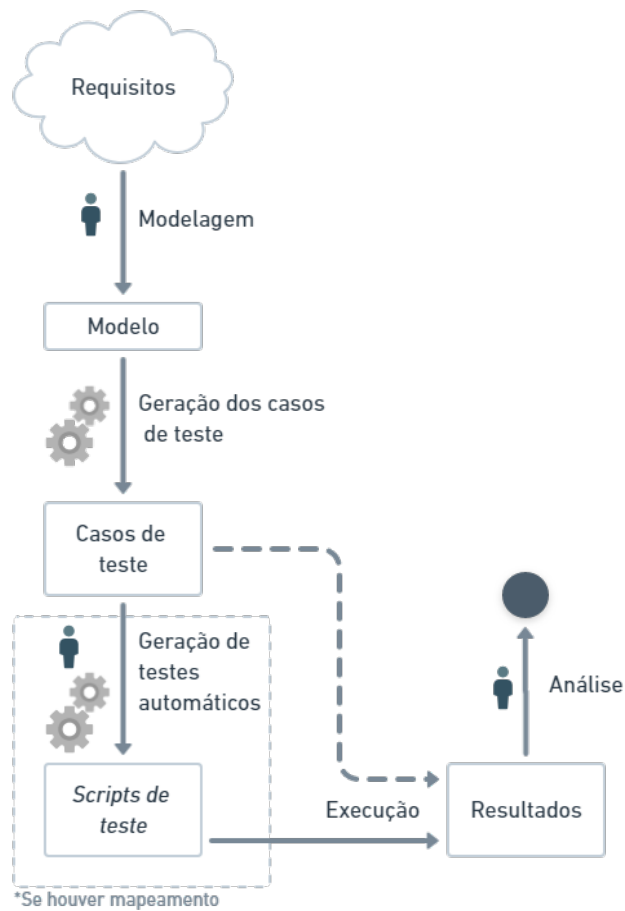 Requisitos
Modelagem
Modelo
Geração dos casos
de teste
Casos de
teste
Geração de
testes
automáticos
Análise
Scripts de
teste
Execução
Resultados
*Se houver mapeamento